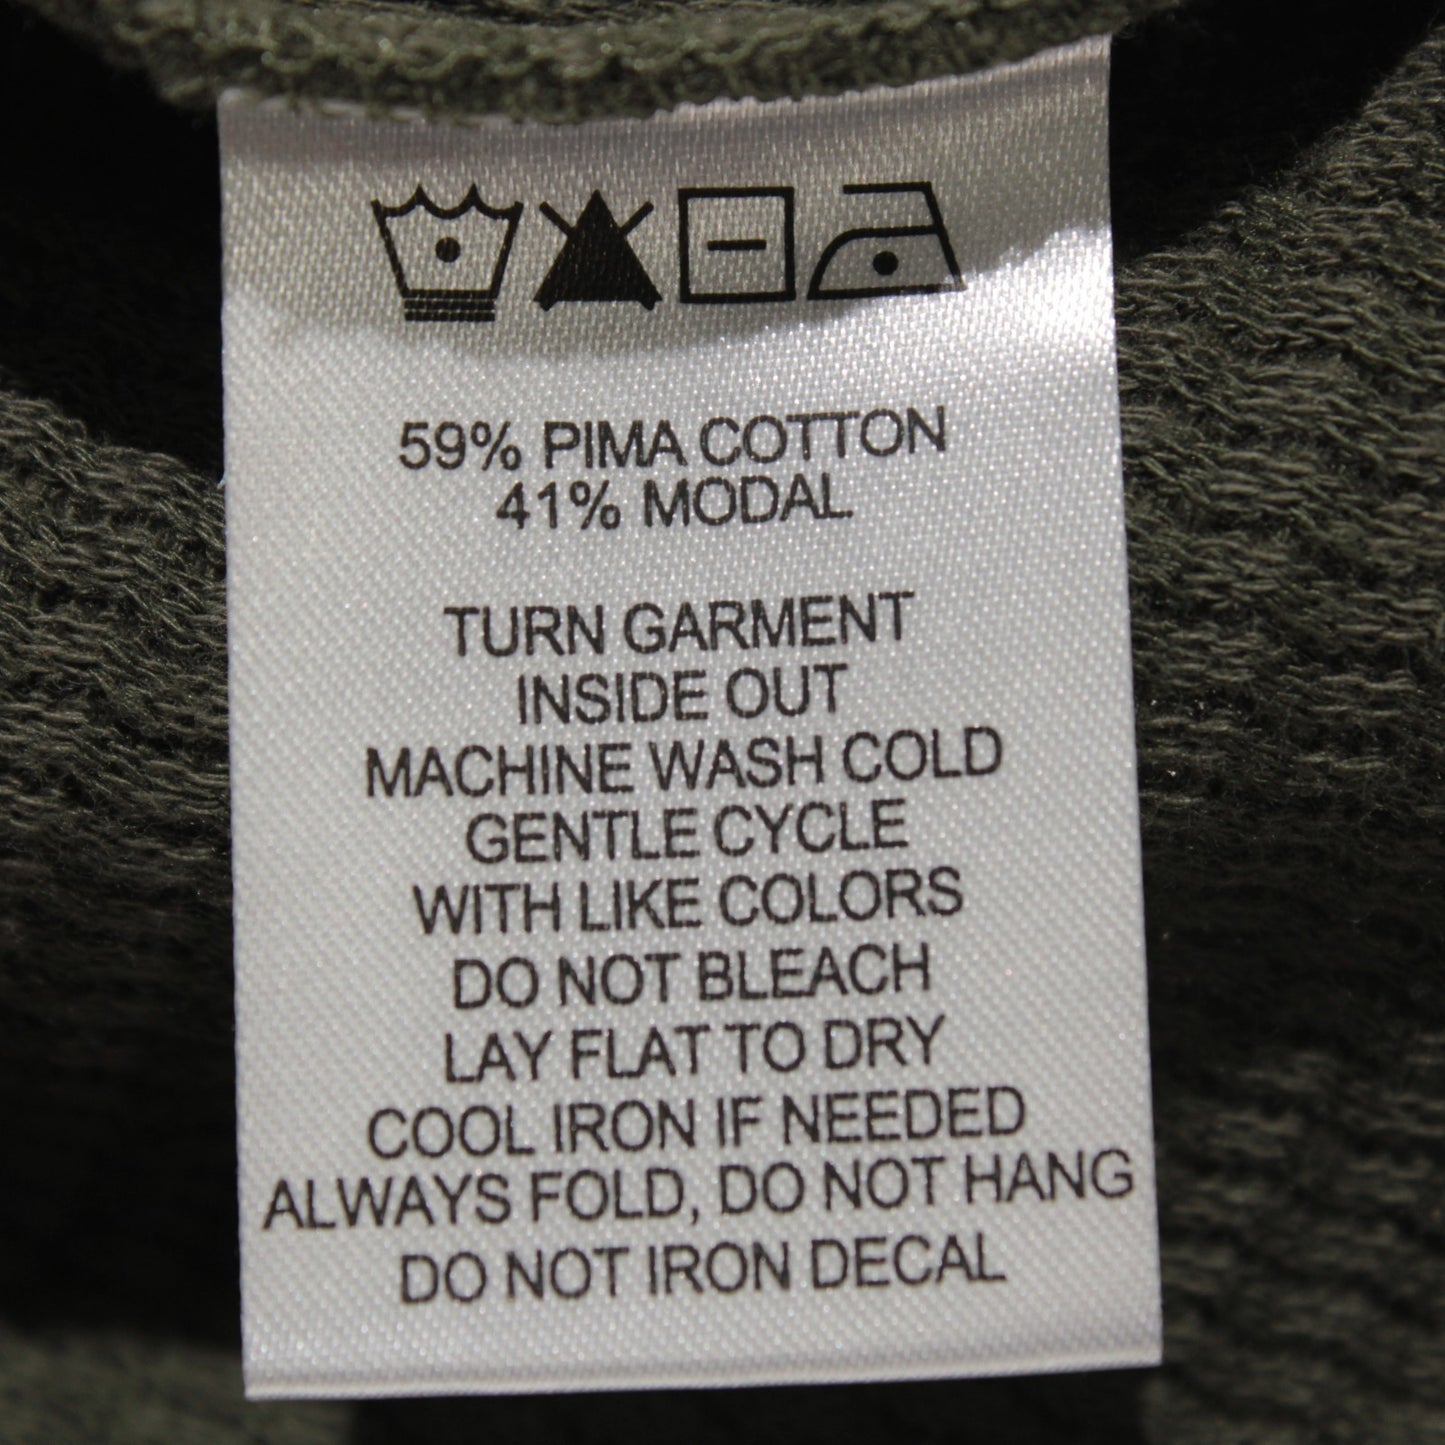 59% PIMA COTTON
41% MODAL
TURN GARMENT
INSIDE OUT
MACHINE WASH COLD
GENTLE CYCLE
WITH LIKE COLORS
DO NOT BLEACH
LAY FLAT TO DRY
COOL IRON IF NEEDED
ALWAYS FOLD, DO NOT HANG
DO NOT IRON DECAL